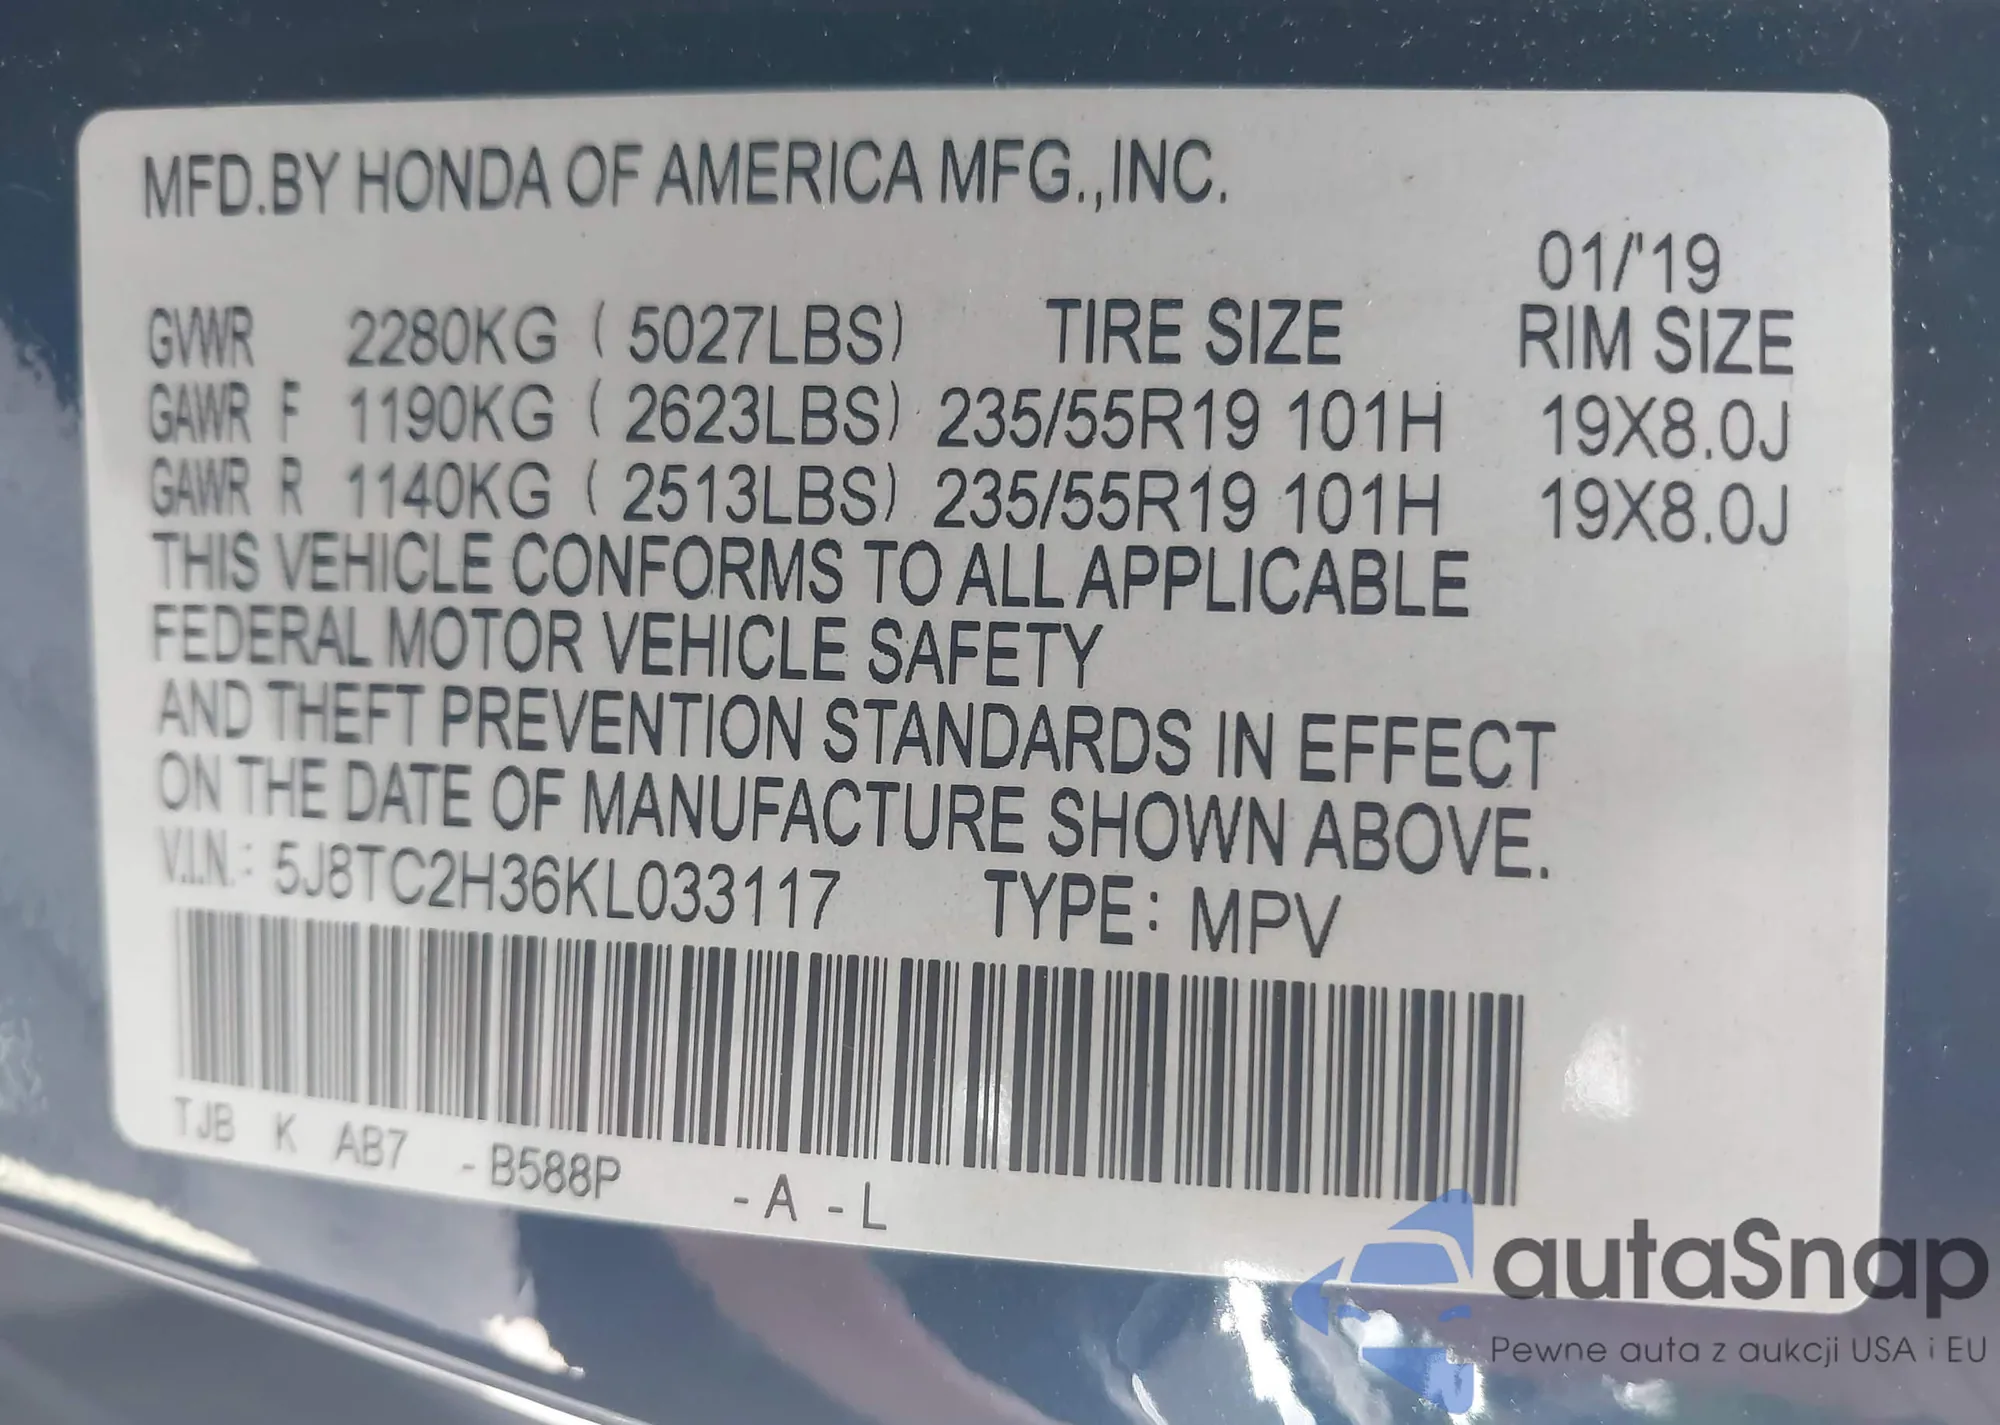 MFD.BY HONDA OF AMERICA MFG.,INC.
01/'19
GVWR 2280KG ( 5027LBS) TIRE SIZE RIM SIZE
GAWR F 1190KG ( 2623LBS) 235/55R19 101H 19X8.0J
GAWR R 1140KG ( 2513LBS) 235/55R19 101H 19X8.0J
THIS VEHICLE CONFORMS TO ALL APPLICABLE
FEDERAL MOTOR VEHICLE SAFETY
AND THEFT PREVENTION STANDARDS IN EFFECT
ON THE DATE OF MANUFACTURE SHOWN ABOVE.
V.I.N.: 5J8TC2H36KL033117 TYPE: MPV
TJB K AB7 -B588P -A -L
autaSnap
Pewne auta z aukcji USA i EU